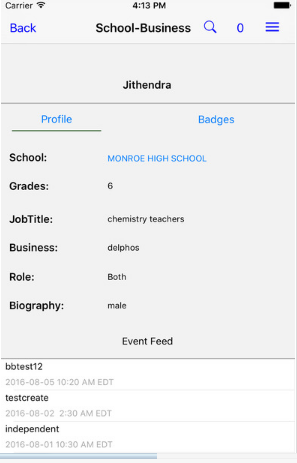 Carrier 4:13 PM
Back School-Business 0
Jithendra
Profile Badges
School: MONROE HIGH SCHOOL
Grades: 6
JobTitle: chemistry teachers
Business: delphos
Role: Both
Biography: male
Event Feed
bbtest12
2016-08-05 10:20 AM EDT
testcreate
2016-08-02 2:30 AM EDT
independent
2016-08-01 10:30 AM EDT